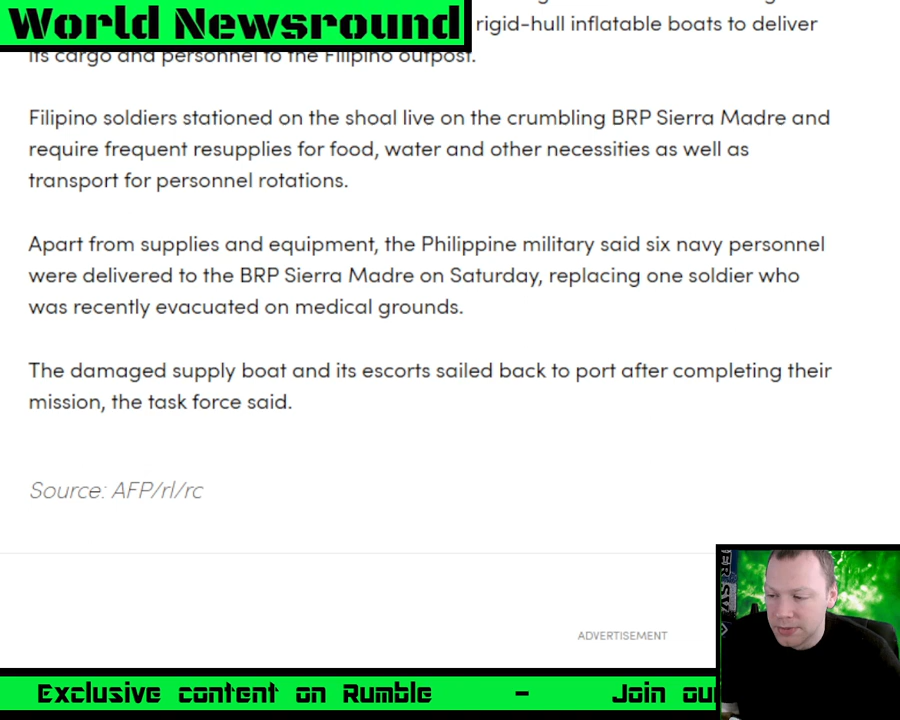 World Newsround
rigid-hull inflatable boats to deliver
its cargo and personnel to the Filipino outpost.
Filipino soldiers stationed on the shoal live on the crumbling BRP Sierra Madre and
require frequent resupplies for food, water and other necessities as well as
transport for personnel rotations.
Apart from supplies and equipment, the Philippine military said six navy personnel
were delivered to the BRP Sierra Madre on Saturday, replacing one soldier who
was recently evacuated on medical grounds.
The damaged supply boat and its escorts sailed back to port after completing their
mission, the task force said.
Source: AFP/rl/rc
ADVERTISEMENT
Exclusive content on Rumble - Join our